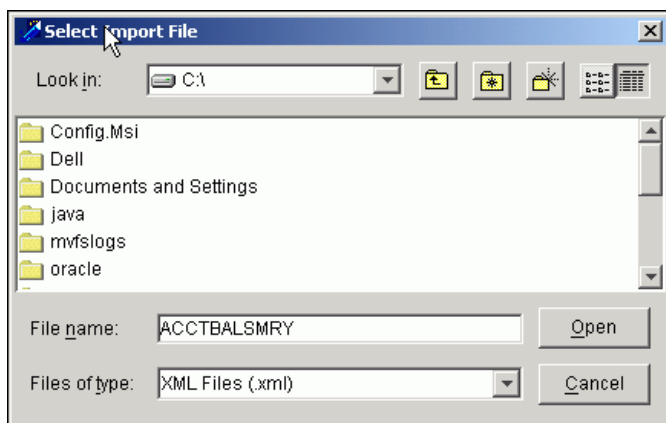 Select Import File
Look in: C:\
Config.Msi
Dell
Documents and Settings
java
mvfslogs
oracle
File name: ACCTBALSMRY Open
Files of type: XML Files (.xml) Cancel